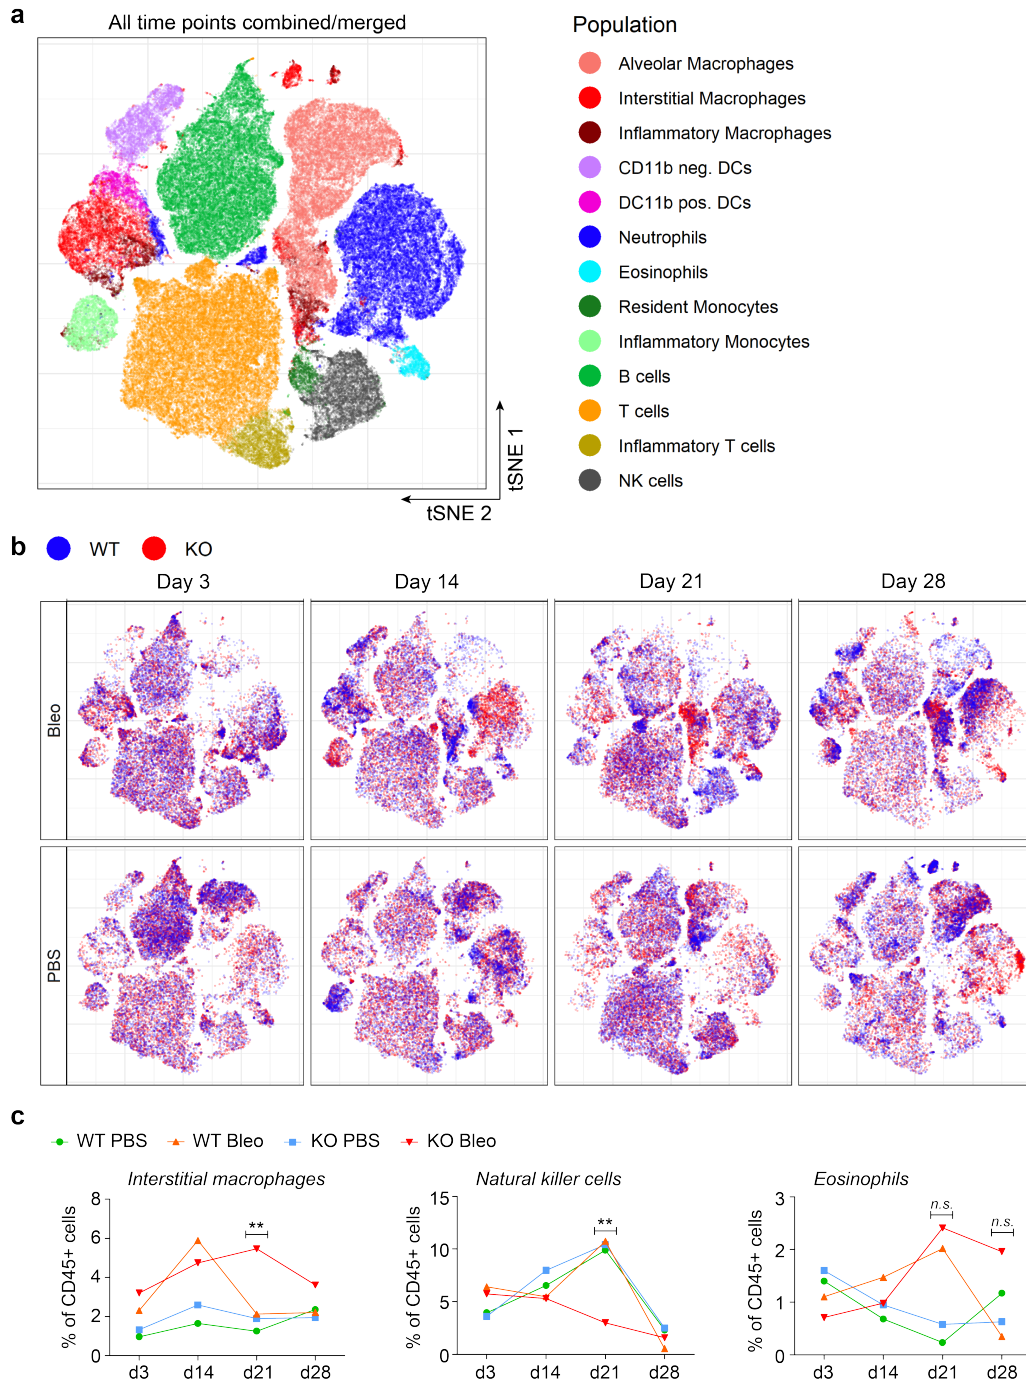 a
All time points combined/merged
tSNE 1
tSNE 2
Population
Alveolar Macrophages
Interstitial Macrophages
Inflammatory Macrophages
CD11b neg. DCs
DC11b pos. DCs
Neutrophils
Eosinophils
Resident Monocytes
Inflammatory Monocytes
B cells
T cells
Inflammatory T cells
NK cells
b
WT KO
Day 3 Day 14 Day 21 Day 28
Bleo
PBS
c
WT PBS WT Bleo KO PBS KO Bleo
Interstitial macrophages
% of CD45+ cells
8
6
4
2
0
**
d3 d14 d21 d28
Natural killer cells
% of CD45+ cells
15
10
5
0
**
d3 d14 d21 d28
Eosinophils
% of CD45+ cells
3
2
1
0
n.s.
n.s.
d3 d14 d21 d28